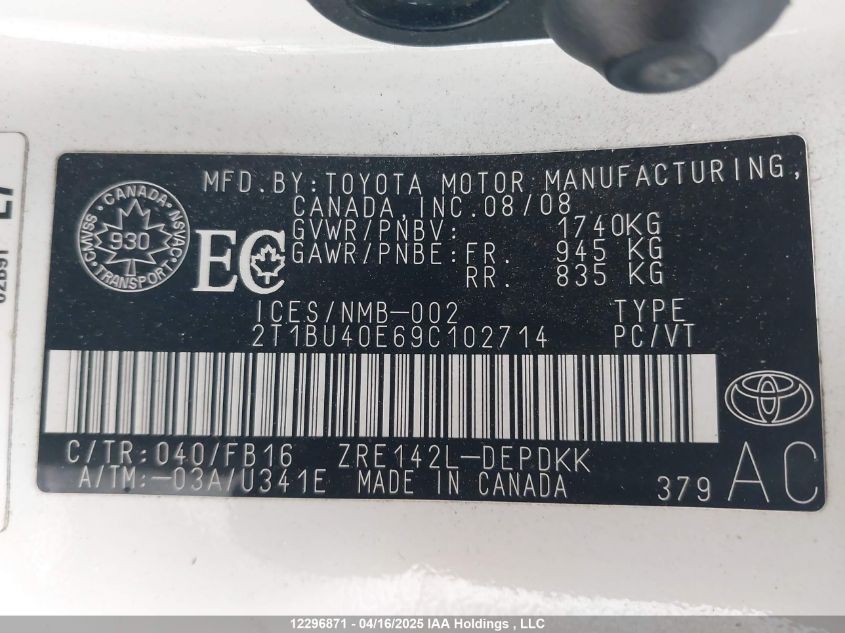 MFD.BY:TOYOTA MOTOR MANUFACTURING,
CANADA,INC.08/08
GVWR/PNBV: 1740KG
GAWR/PNBE:FR. 945 KG
RR. 835 KG
CANADA
CMVSS
930
NSVAC
TRANSPORT
EC
ICES/NMB-002 TYPE
2T1BU40E69C102714 PC/VT
C/TR:040/FB16 ZRE142L-DEPDKK
A/TM:-03A/U341E MADE IN CANADA 379 AC
12296871 - 04/16/2025 IAA Holdings, LLC.